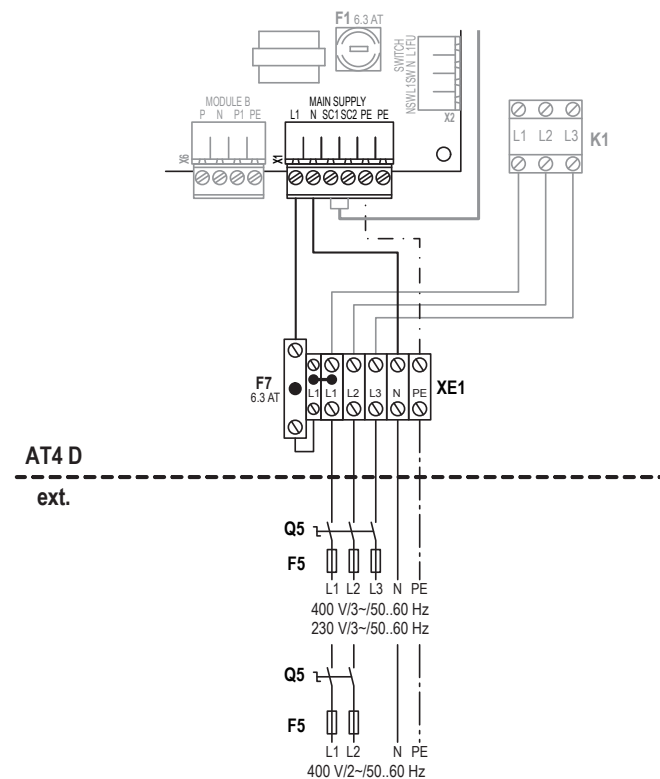 F1 6.3 AT
SWITCH
NSW L1SW N L1FU
X2
MODULE B
P N P1 PE
X6
MAIN SUPPLY
L1 N SC1 SC2 PE PE
X1
L1 L2 L3 K1
F7
6.3 AT
L1 L1 L2 L3 N PE
XE1
AT4 D
ext.
Q5
F5
L1 L2 L3 N PE
400 V/3~/50..60 Hz
230 V/3~/50..60 Hz
Q5
F5
L1 L2 N PE
400 V/2~/50..60 Hz